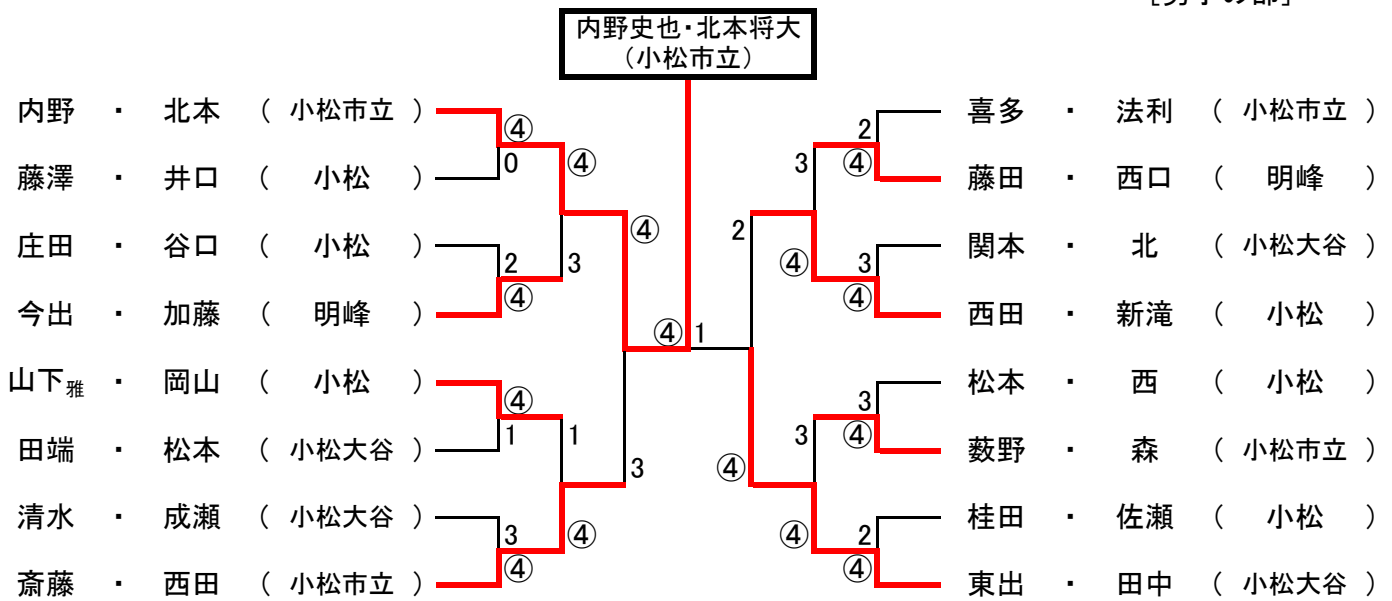 [男子の部]
内野史也・北本将大
（小松市立）
内野 ・ 北本 （ 小松市立 ）
藤澤 ・ 井口 （ 小松 ）
庄田 ・ 谷口 （ 小松 ）
今出 ・ 加藤 （ 明峰 ）
山下雅 ・ 岡山 （ 小松 ）
田端 ・ 松本 （ 小松大谷 ）
清水 ・ 成瀬 （ 小松大谷 ）
斎藤 ・ 西田 （ 小松市立 ）
④
0
2
④
④
1
3
④
④
3
1
④
④
3
④ 1
2
④
3
④
3
④
2
④
3
④
3
④
2
④
喜多 ・ 法利 （ 小松市立 ）
藤田 ・ 西口 （ 明峰 ）
関本 ・ 北 （ 小松大谷 ）
西田 ・ 新滝 （ 小松 ）
松本 ・ 西 （ 小松 ）
薮野 ・ 森 （ 小松市立 ）
桂田 ・ 佐瀬 （ 小松 ）
東出 ・ 田中 （ 小松大谷 ）